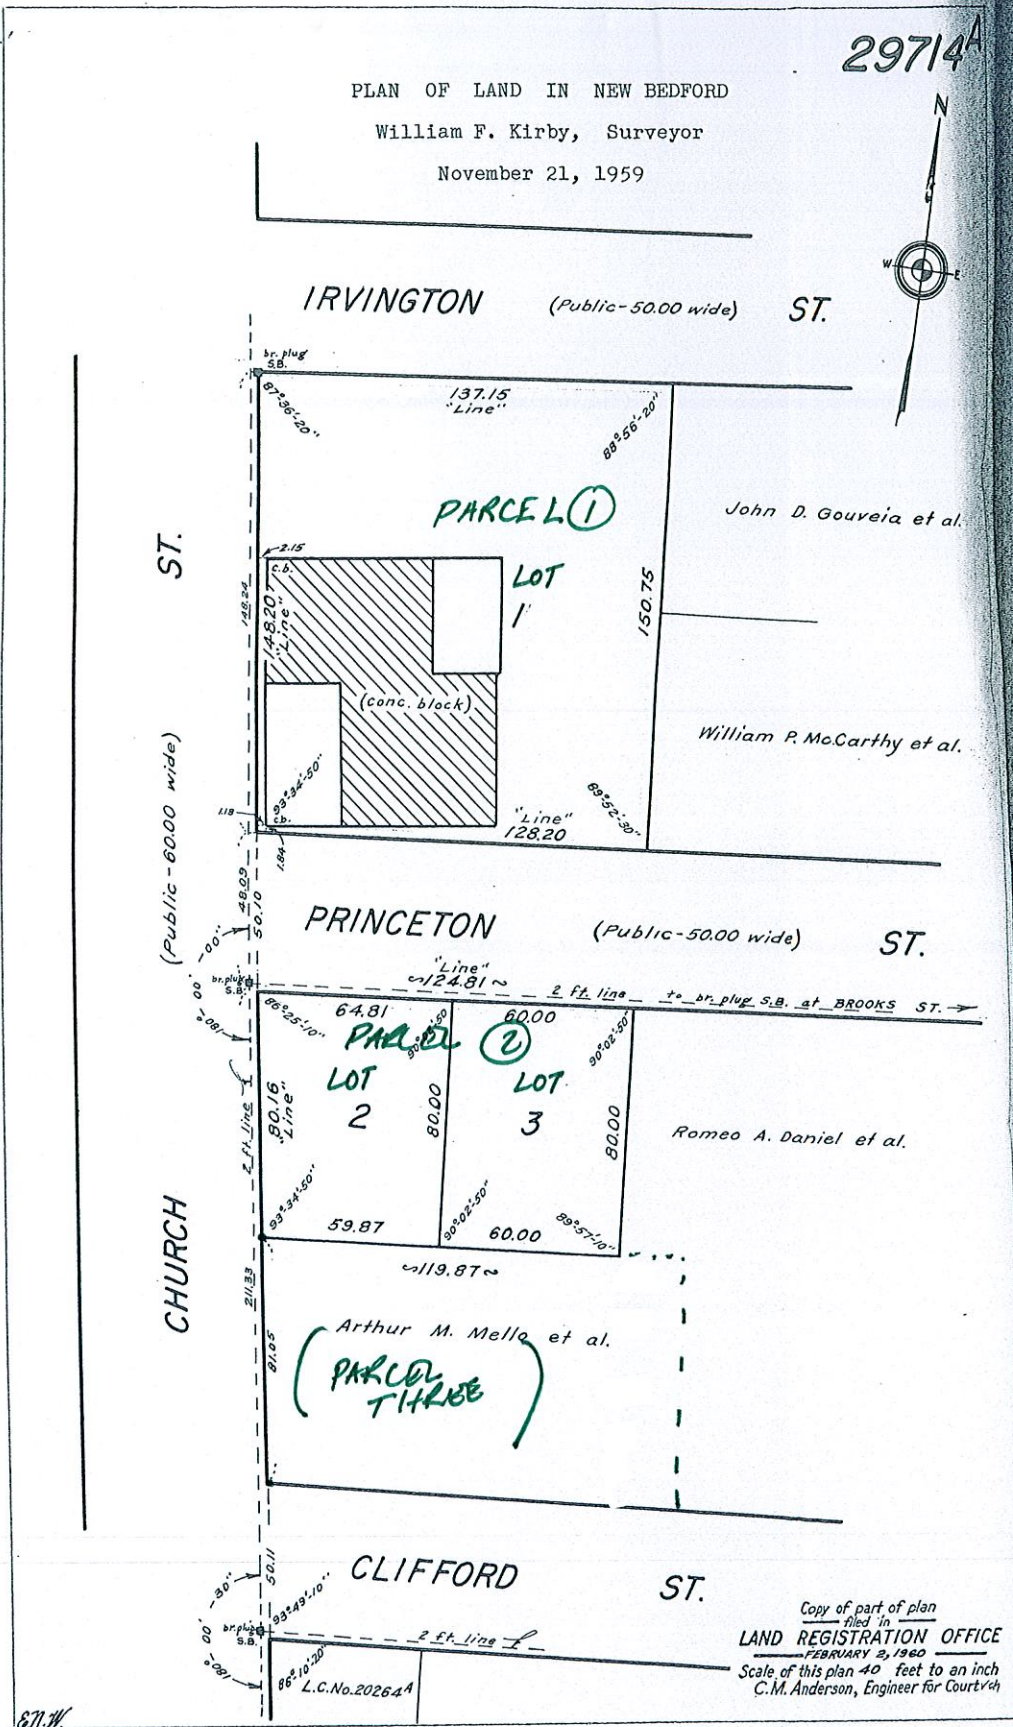 29714A
PLAN OF LAND IN NEW BEDFORD
William F. Kirby, Surveyor
November 21, 1959
N
W
E
IRVINGTON (Public-50.00 wide) ST.
br. plug
S.B.
137.15
"Line"
87°36'-20"
88°56'-20"
PARCEL 1
John D. Gouveia et al.
LOT
1
2.15
c.b.
148.24
148.20
"Line"
150.75
(conc. block)
William P. McCarthy et al.
93°34'-50"
c.b.
1.18
1.84
"Line"
128.20
89°52'-30"
ST.
(Public-60.00 wide)
CHURCH
48.09
50.10
PRINCETON (Public-50.00 wide) ST.
180°-00'-00"
br. plug
S.B.
"Line"
124.81
2 ft. line to br. plug S.B. at BROOKS ST.
86°25'-10"
64.81
60.00
90°02'-50"
PARCEL 2
LOT
2
LOT
3
80.16
"Line"
2 ft. line
80.00
80.00
Romeo A. Daniel et al.
93°34'-50"
59.87
90°02'-50"
60.00
89°57'-10"
119.87
211.33
81.05
Arthur M. Mello et al.
(PARCEL
THREE)
50.11
CLIFFORD ST.
180°-00'-30"
93°49'-10"
br. plug
S.B.
2 ft. line
86°10'-20"
L.C. No. 20264A
Copy of part of plan
filed in
LAND REGISTRATION OFFICE
FEBRUARY 2, 1960
Scale of this plan 40 feet to an inch
C.M. Anderson, Engineer for Court